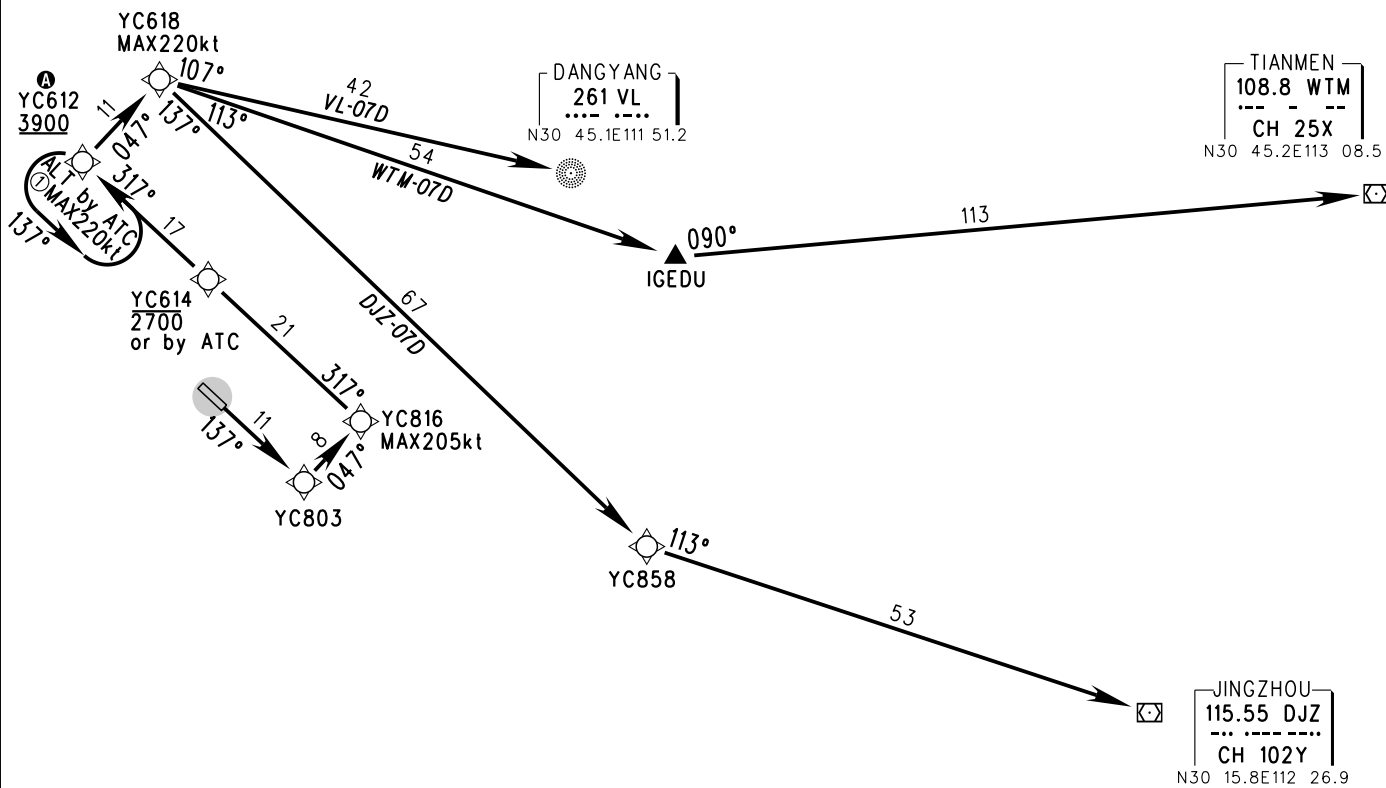 YC618
MAX220kt
A
YC612
3900
11
047°
107°
113°
137°
42
VL-07D
54
WTM-07D
67
DJZ-07D
DANGYANG
261 VL
N30 45.1E111 51.2
TIANMEN
108.8 WTM
CH 25X
N30 45.2E113 08.5
ALT by ATC
1 MAX220kt
137°
317°
17
YC614
2700
or by ATC
21
317°
YC816
MAX205kt
137°
11
8
047°
YC803
090°
113
IGEDU
YC858
113°
53
JINGZHOU
115.55 DJZ
CH 102Y
N30 15.8E112 26.9